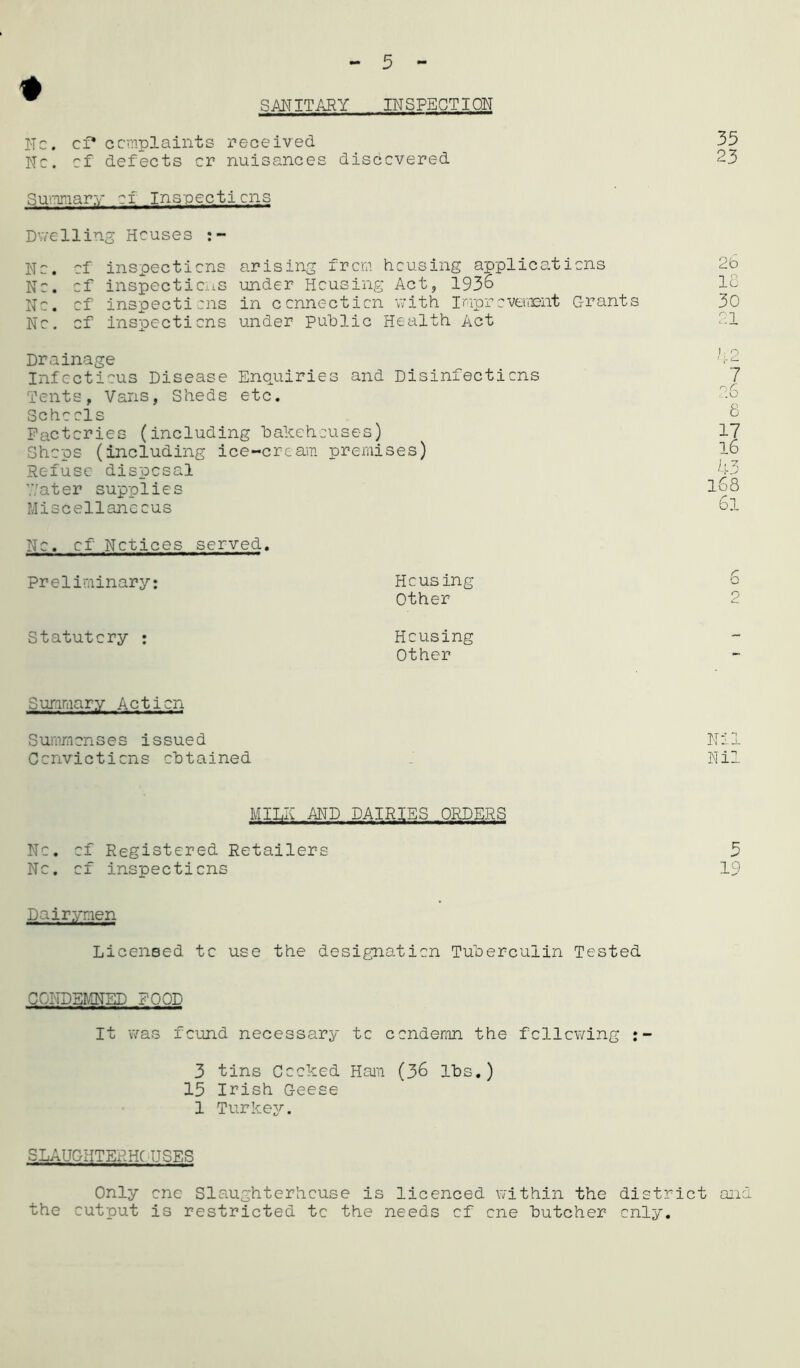 - 5 -
SANITARY INSPECTION
No. of complaints received 35
No. of defects or nuisances discovered 23
Summary of Inspections
Dwelling Houses :-
No. of inspections arising from housing applications 26
No. of inspections under Housing Act, 1936 18
No. of inspections in connection with Improvement Grants 30
No. of inspections under Public Health Act 21
Drainage 42
Infectious Disease Enquiries and Disinfections 7
Tents, Vans, Sheds etc. 26
Schools 8
Factories (including bakehouses) 17
Shops (including ice-cream premises) 16
Refuse disposal 43
Water supplies 168
Miscellaneous 61
No. of Notices served.
Preliminary: Housing 6
Other 2
Statutory : Housing -
Other -
Summary Action
Summonses issued Nil
Convictions obtained Nil
MILK AND DAIRIES ORDERS
No. of Registered Retailers 5
No. of inspections 19
Dairymen
Licensed to use the designation Tuberculin Tested
CONDEMNED FOOD
It was found necessary to condemn the following :-
3 tins Cooked Ham (36 lbs.)
15 Irish Geese
1 Turkey.
SLAUGHTERHOUSES
Only one Slaughterhouse is licenced within the district and
the output is restricted to the needs of one butcher only.